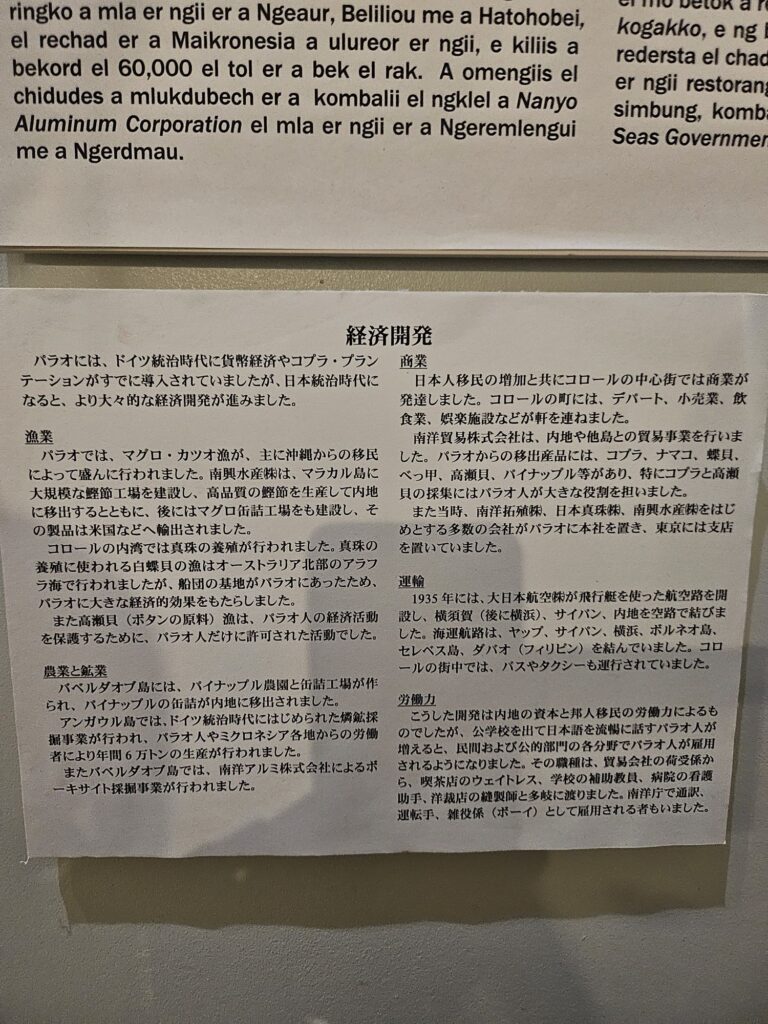 ringko a mla er ngii er a Ngeaur, Beliliou me a Hatohobei,
el rechad er a Maikronesia a ulureor er ngii, e kiliis a
bekord el 60,000 el tol er a bek el rak. A omengiis el
chidudes a mlukdubech er a kombalii el ngklel a Nanyo
Aluminum Corporation el mla er ngii er a Ngeremlengui
me a Ngerdmau.
kogakko, e ng
redersta el chad
er ngii restorang
simbung,
Seas Governmen
経済開発
パラオには、ドイツ統治時代に貨幣経済やコプラ・プラン
テーションがすでに導入されていましたが、日本統治時代に
なると、より大々的な経済開発が進みました。
漁業
パラオでは、マグロ・カツオ漁が、主に沖縄からの移民
によって盛んに行われました。南興水産㈱は、マラカル島に
大規模な鰹節工場を建設し、高品質の鰹節を生産して内地
に移出するとともに、後にはマグロ缶詰工場をも建設し、そ
の製品は米国などへ輸出されました。
コロールの内湾では真珠の養殖が行われました。真珠の
養殖に使われる白蝶貝の漁はオーストラリア北部のアラフ
ラ海で行われましたが、船団の基地がパラオにあったため、
パラオに大きな経済的効果をもたらしました。
また高瀬貝（ボタンの原料）漁は、パラオ人の経済活動
を保護するために、パラオ人だけに許可された活動でした。
農業と鉱業
バベルダオブ島には、パイナップル農園と缶詰工場が作
られ、パイナップルの缶詰が内地に移出されました。
アンガウル島では、ドイツ統治時代にはじめられた燐鉱採
掘事業が行われ、パラオ人やミクロネシア各地からの労働
者により年間6万トンの生産が行われました。
またバベルダオブ島では、南洋アルミ株式会社によるボ
ーキサイト採掘事業が行われました。
商業
日本人移民の増加と共にコロールの中心街では商業が
発達しました。コロールの町には、デパート、小売業、飲
食業、娯楽施設などが軒を連ねました。
南洋貿易株式会社は、内地や他島との貿易事業を行いま
した。パラオからの移出産品には、コプラ、ナマコ、蝶貝、
べっ甲、高瀬貝、パイナップル等があり、特にコプラと高瀬
貝の採集にはパラオ人が大きな役割を担いました。
また当時、南洋拓殖㈱、日本真珠㈱、南興水産㈱をはじ
めとする多数の会社がパラオに本社を置き、東京には支店
を置いていました。
運輸
1935年には、大日本航空㈱が飛行艇を使った航空路を開
設し、横須賀（後に横浜）、サイパン、内地を空路で結びま
した。海運航路は、ヤップ、サイパン、横浜、ボルネオ島、
セレベス島、ダバオ（フィリピン）を結んでいました。コロ
ールの街中では、バスやタクシーも運行されていました。
労働力
こうした開発は内地の資本と邦人移民の労働力によるも
のでしたが、公学校を出て日本語を流暢に話すパラオ人が
増えると、民間および公的部門の各分野でパラオ人が雇用
されるようになりました。その職種は、貿易会社の荷受係か
ら、喫茶店のウェイトレス、学校の補助教員、病院の看護
助手、洋裁店の縫製師と多岐に渡りました。南洋庁で通訳、
運転手、雑役係（ボーイ）として雇用される者もいました。